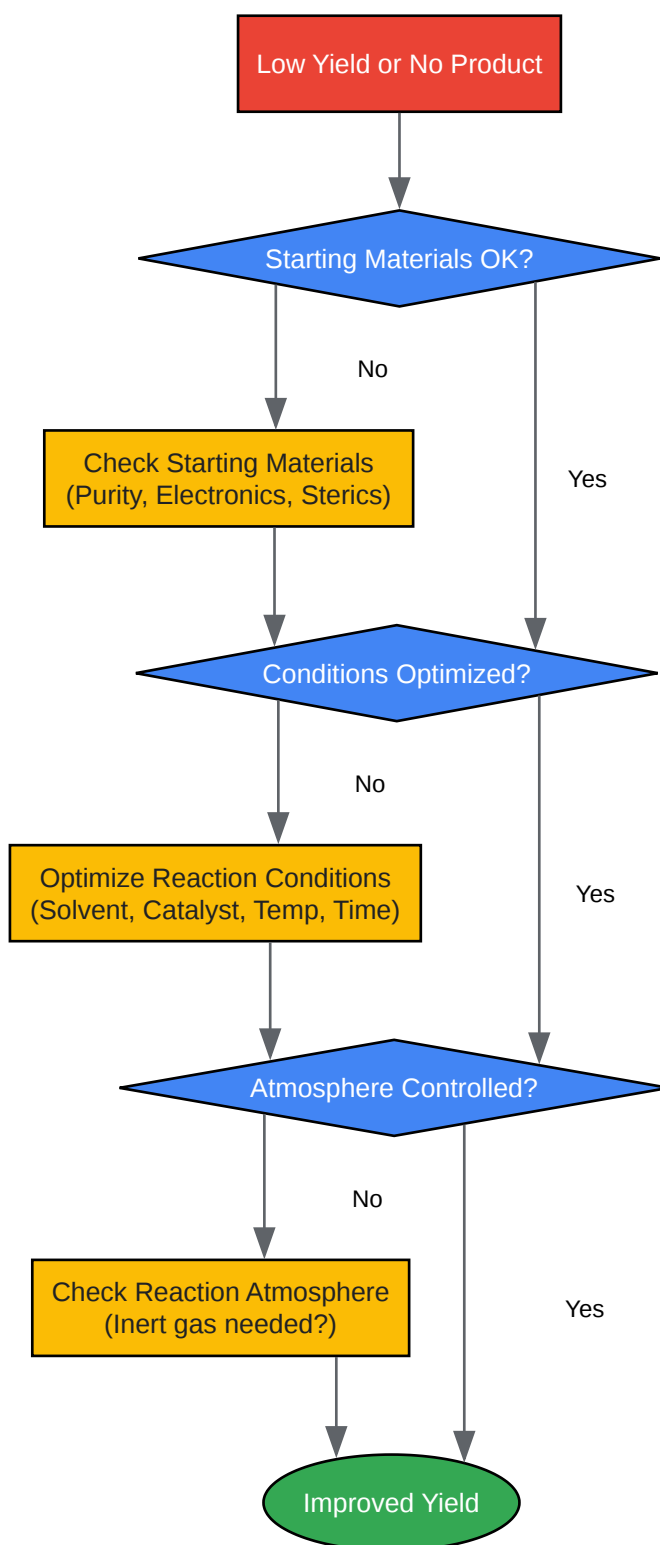 Low Yield or No Product
Starting Materials OK?
No
Check Starting Materials
(Purity, Electronics, Sterics)
Yes
Conditions Optimized?
No
Optimize Reaction Conditions
(Solvent, Catalyst, Temp, Time)
Yes
Atmosphere Controlled?
No
Check Reaction Atmosphere
(Inert gas needed?)
Yes
Improved Yield